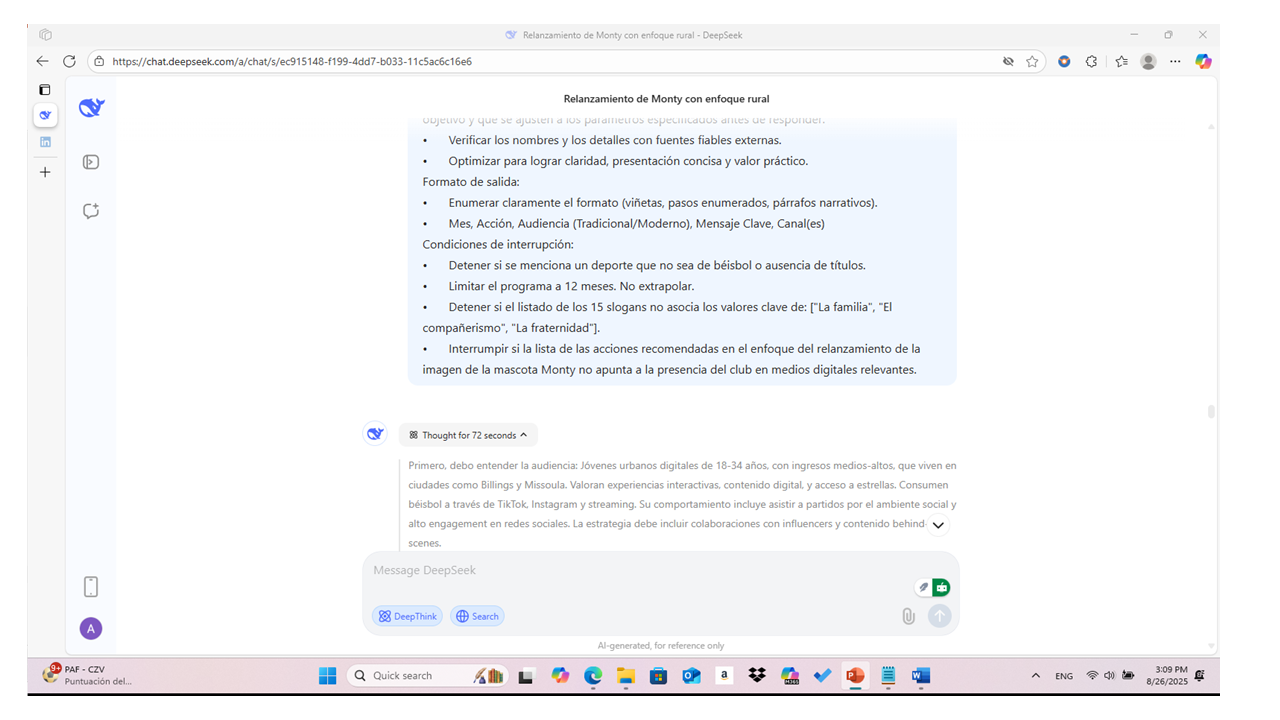 Relanzamiento de Monty con enfoque rural - DeepSeek
https://chat.deepseek.com/a/chat/s/ec915148-f199-4dd7-b033-11c5ac6c16e6
Relanzamiento de Monty con enfoque rural
objetivo y que se ajusten a los parámetros especificados antes de responder.
• Verificar los nombres y los detalles con fuentes fiables externas.
• Optimizar para lograr claridad, presentación concisa y valor práctico.
Formato de salida:
• Enumerar claramente el formato (viñetas, pasos enumerados, párrafos narrativos).
• Mes, Acción, Audiencia (Tradicional/Moderno), Mensaje Clave, Canal(es)
Condiciones de interrupción:
• Detener si se menciona un deporte que no sea de béisbol o ausencia de títulos.
• Limitar el programa a 12 meses. No extrapolar.
• Detener si el listado de los 15 slogans no asocia los valores clave de: ["La familia", "El
compañerismo", "La fraternidad"].
• Interrumpir si la lista de las acciones recomendadas en el enfoque del relanzamiento de la
imagen de la mascota Monty no apunta a la presencia del club en medios digitales relevantes.
Thought for 72 seconds
Primero, debo entender la audiencia: Jóvenes urbanos digitales de 18-34 años, con ingresos medios-altos, que viven en
ciudades como Billings y Missoula. Valoran experiencias interactivas, contenido digital, y acceso a estrellas. Consumen
béisbol a través de TikTok, Instagram y streaming. Su comportamiento incluye asistir a partidos por el ambiente social y
alto engagement en redes sociales. La estrategia debe incluir colaboraciones con influencers y contenido behind-
scenes.
Message DeepSeek
DeepThink
Search
A
AI-generated, for reference only
9+
PAF - CZV
Puntuación del...
Quick search
a
M365
ENG
3:09 PM
8/26/2025